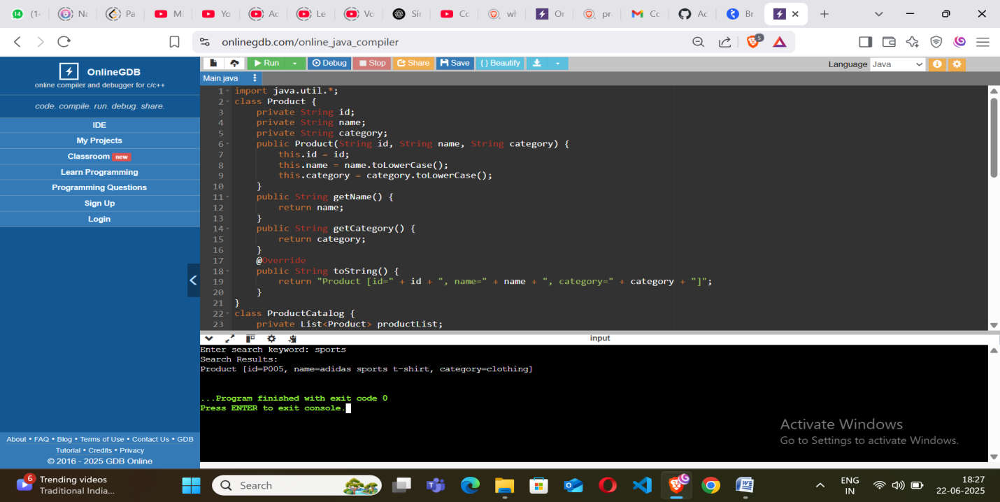 14 (14 Na Pa Mi Yo Ac Le Vc Sir Cc wh Or pr Cc Ac Br
onlinegdb.com/online_java_compiler 5
OnlineGDB
online compiler and debugger for c/c++
code. compile. run. debug. share.
IDE
My Projects
Classroom new
Learn Programming
Programming Questions
Sign Up
Login
About • FAQ • Blog • Terms of Use • Contact Us • GDB
Tutorial • Credits • Privacy
© 2016 - 2025 GDB Online
Run Debug Stop Share Save { } Beautify Language Java
Main.java
1 import java.util.*;
2 class Product {
3 private String id;
4 private String name;
5 private String category;
6 public Product(String id, String name, String category) {
7 this.id = id;
8 this.name = name.toLowerCase();
9 this.category = category.toLowerCase();
10 }
11 public String getName() {
12 return name;
13 }
14 public String getCategory() {
15 return category;
16 }
17 @Override
18 public String toString() {
19 return "Product [id=" + id + ", name=" + name + ", category=" + category + "]";
20 }
21 }
22 class ProductCatalog {
23 private List<Product> productList;
input
Enter search keyword: sports
Search Results:
Product [id=P005, name=adidas sports t-shirt, category=clothing]
...Program finished with exit code 0
Press ENTER to exit console.
Activate Windows
Go to Settings to activate Windows.
6 Trending videos
Traditional India...
Search
ENG
IN
18:27
22-06-2025